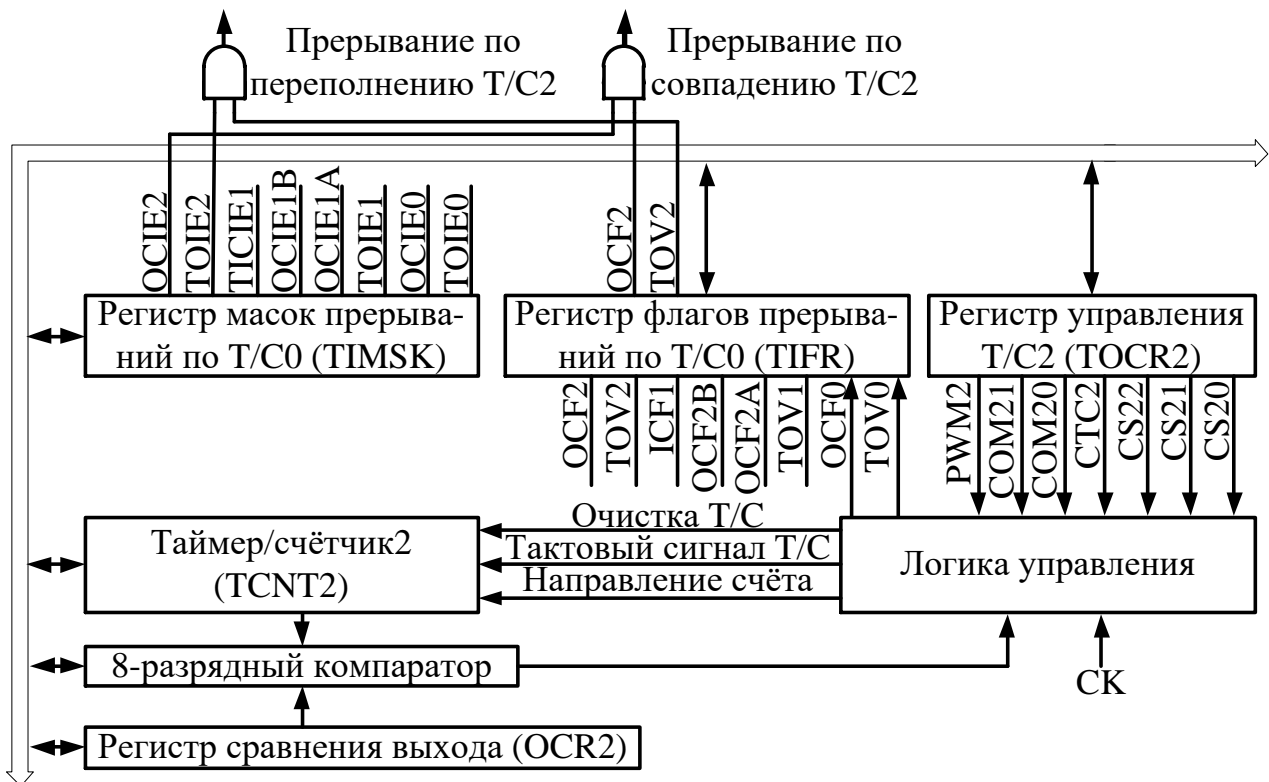 Прерывание по
переполнению Т/С2
Прерывание по
совпадению Т/С2
OCIE2
TOIE2
TICIE1
OCIE1B
OCIE1A
TOIE1
OCIE0
TOIE0
OCF2
TOV2
Регистр масок прерыва-
ний по Т/С0 (TIMSK)
Регистр флагов прерыва-
ний по Т/С0 (TIFR)
Регистр управления
Т/С2 (TOCR2)
OCF2
TOV2
ICF1
OCF2B
OCF2A
TOV1
OCF0
TOV0
PWM2
COM21
COM20
CTC2
CS22
CS21
CS20
Очистка Т/С
Тактовый сигнал Т/С
Направление счёта
Таймер/счётчик2
(TCNT2)
Логика управления
8-разрядный компаратор
CK
Регистр сравнения выхода (OCR2)